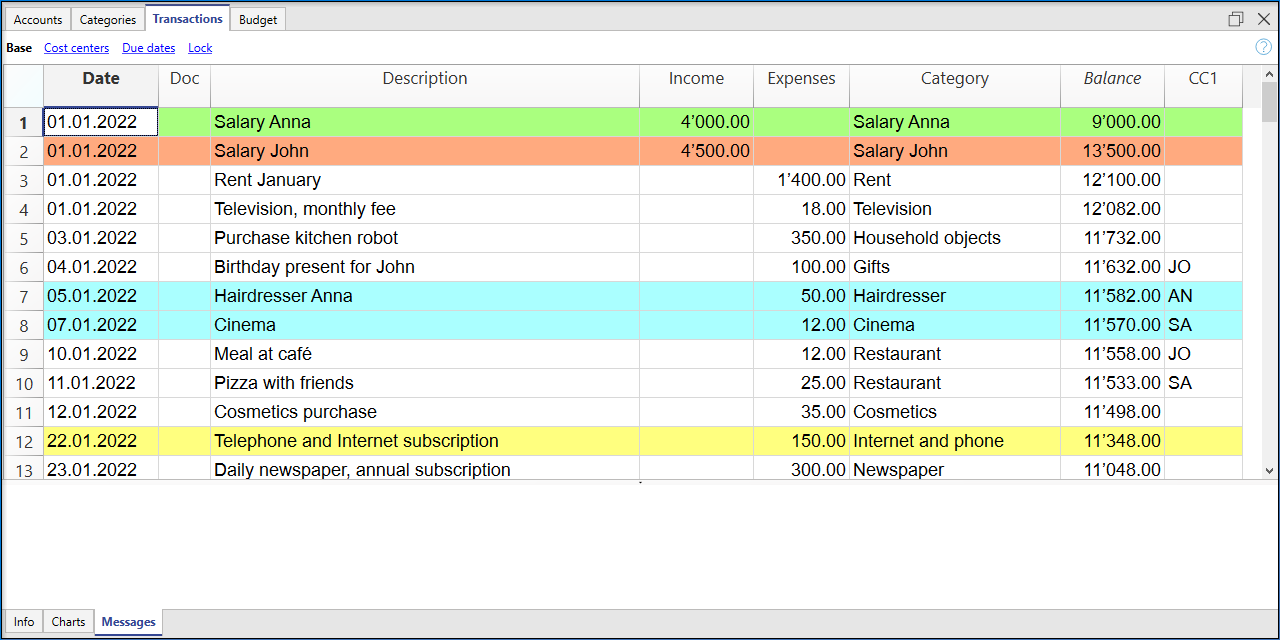 Accounts Categories Transactions Budget
Base Cost centers Due dates Lock ?
Date Doc Description Income Expenses Category Balance CC1
1 01.01.2022 Salary Anna 4’000.00 Salary Anna 9’000.00
2 01.01.2022 Salary John 4’500.00 Salary John 13’500.00
3 01.01.2022 Rent January 1’400.00 Rent 12’100.00
4 01.01.2022 Television, monthly fee 18.00 Television 12’082.00
5 03.01.2022 Purchase kitchen robot 350.00 Household objects 11’732.00
6 04.01.2022 Birthday present for John 100.00 Gifts 11’632.00 JO
7 05.01.2022 Hairdresser Anna 50.00 Hairdresser 11’582.00 AN
8 07.01.2022 Cinema 12.00 Cinema 11’570.00 SA
9 10.01.2022 Meal at café 12.00 Restaurant 11’558.00 JO
10 11.01.2022 Pizza with friends 25.00 Restaurant 11’533.00 SA
11 12.01.2022 Cosmetics purchase 35.00 Cosmetics 11’498.00
12 22.01.2022 Telephone and Internet subscription 150.00 Internet and phone 11’348.00
13 23.01.2022 Daily newspaper, annual subscription 300.00 Newspaper 11’048.00
Info Charts Messages